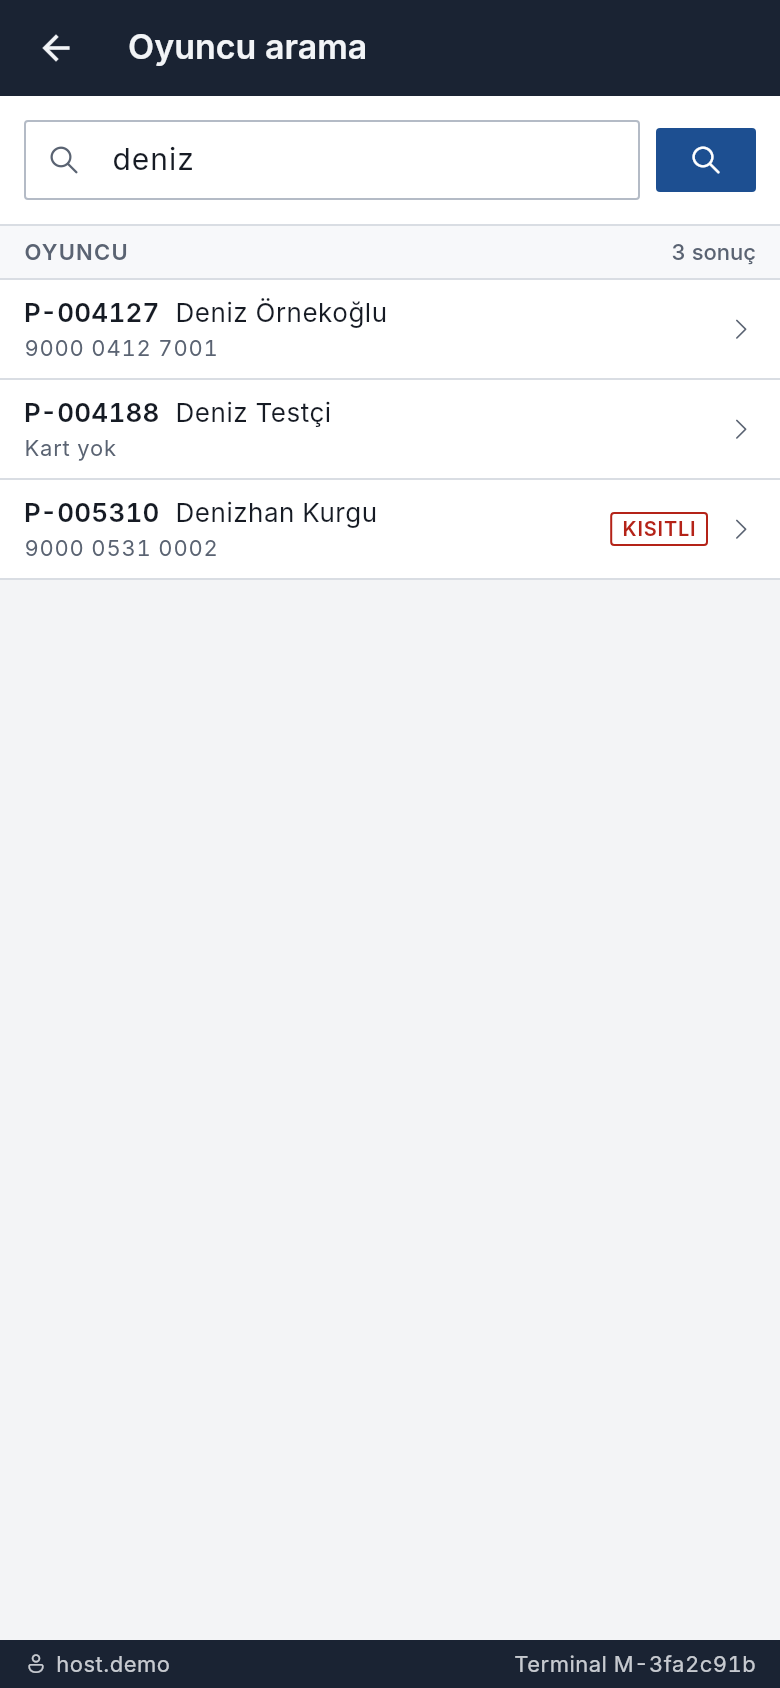 Oyuncu arama
deniz
OYUNCU 3 sonuç
P-004127 Deniz Örnekoğlu
9000 0412 7001
P-004188 Deniz Testçi
Kart yok
P-005310 Denizhan Kurgu
KISITLI
9000 0531 0002
host.demo Terminal M-3fa2c91b